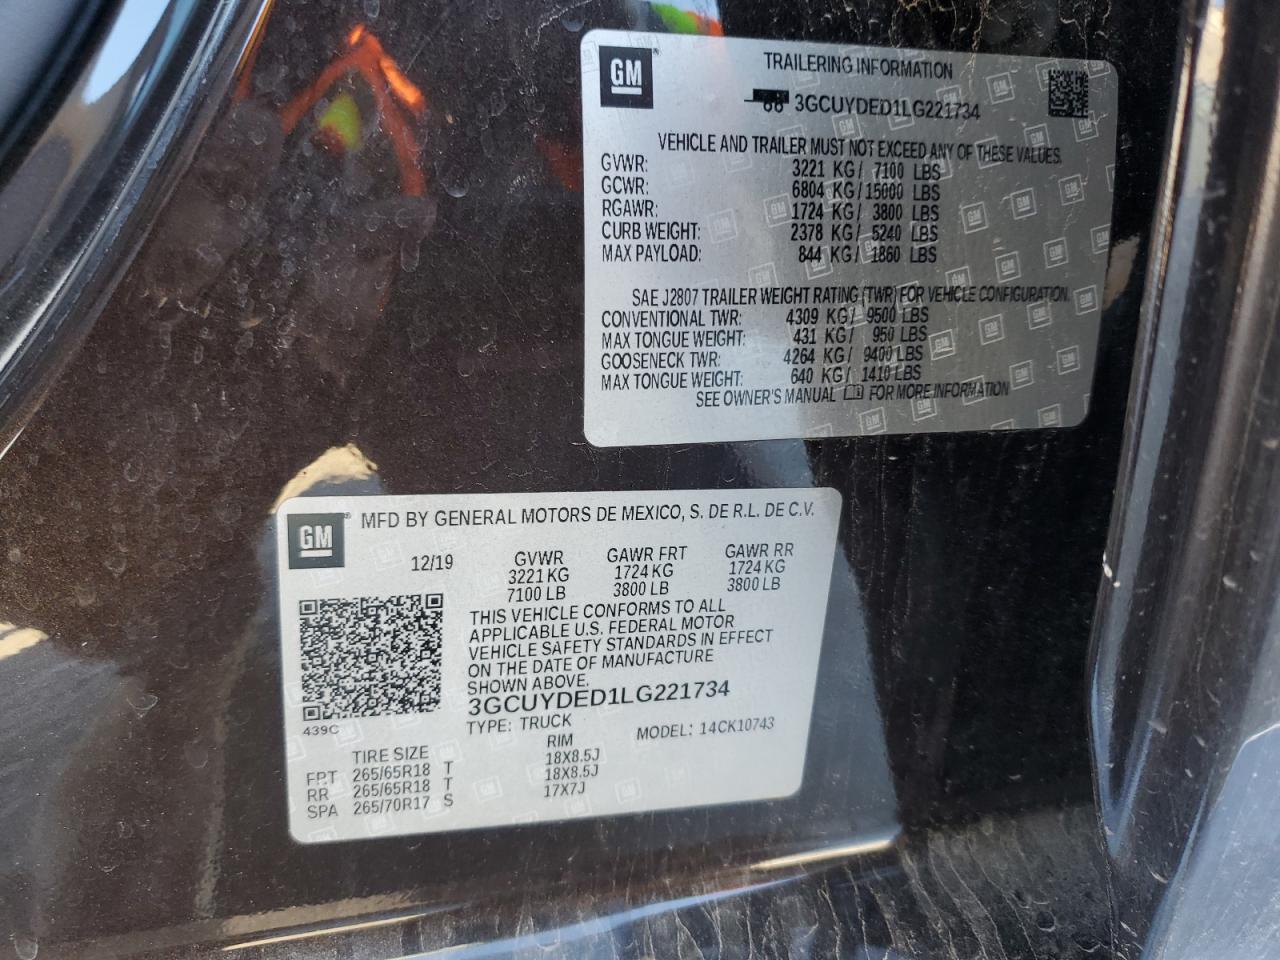 GM
TRAILERING INFORMATION
3GCUYDED1LG221734
VEHICLE AND TRAILER MUST NOT EXCEED ANY OF THESE VALUES.
GVWR: 3221 KG / 7100 LBS
GCWR: 6804 KG / 15000 LBS
RGAWR: 1724 KG / 3800 LBS
CURB WEIGHT: 2378 KG / 5240 LBS
MAX PAYLOAD: 844 KG / 1860 LBS
SAE J2807 TRAILER WEIGHT RATING (TWR) FOR VEHICLE CONFIGURATION.
CONVENTIONAL TWR: 4309 KG / 9500 LBS
MAX TONGUE WEIGHT: 431 KG / 950 LBS
GOOSENECK TWR: 4264 KG / 9400 LBS
MAX TONGUE WEIGHT: 640 KG / 1410 LBS
SEE OWNER'S MANUAL FOR MORE INFORMATION
GM ® MFD BY GENERAL MOTORS DE MEXICO, S. DE R.L. DE C.V.
12/19 GVWR GAWR FRT GAWR RR
3221 KG 1724 KG 1724 KG
7100 LB 3800 LB 3800 LB
THIS VEHICLE CONFORMS TO ALL
APPLICABLE U.S. FEDERAL MOTOR
VEHICLE SAFETY STANDARDS IN EFFECT
ON THE DATE OF MANUFACTURE
SHOWN ABOVE.
3GCUYDED1LG221734
439C TYPE: TRUCK MODEL: 14CK10743
TIRE SIZE RIM
FRT 265/65R18 T 18X8.5J
RR 265/65R18 T 18X8.5J
SPA 265/70R17 S 17X7J